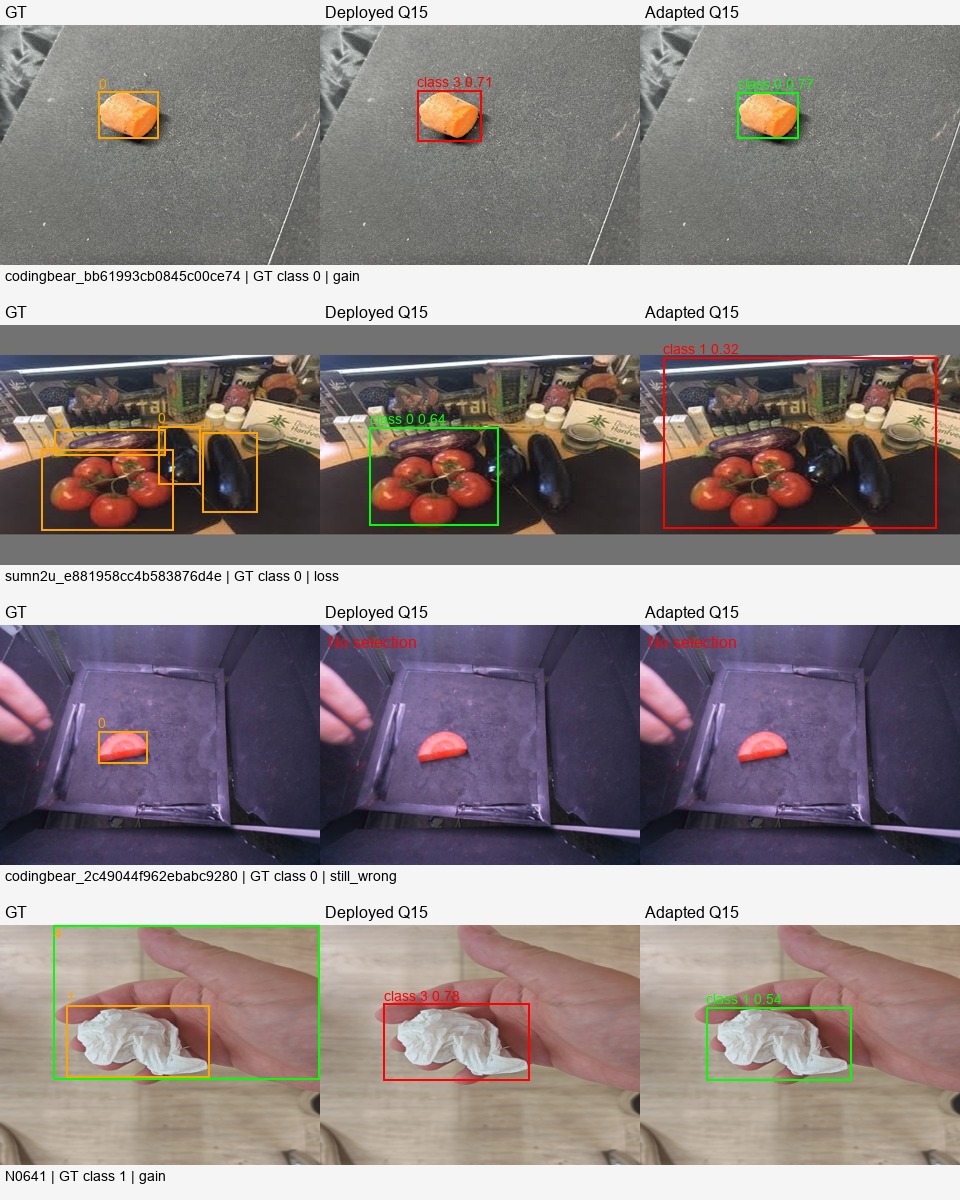 GT Deployed Q15 Adapted Q15
0 class 3 0.71 class 0 0.77
codingbear_bb61993cb0845c00ce74 | GT class 0 | gain
GT Deployed Q15 Adapted Q15
class 1 0.32
0 class 0 0.64
sumn2u_e881958cc4b583876d4e | GT class 0 | loss
GT Deployed Q15 Adapted Q15
No selection No selection
0
codingbear_2c49044f962ebabc9280 | GT class 0 | still_wrong
GT Deployed Q15 Adapted Q15
class 3 0.78 class 1 0.54
N0641 | GT class 1 | gain